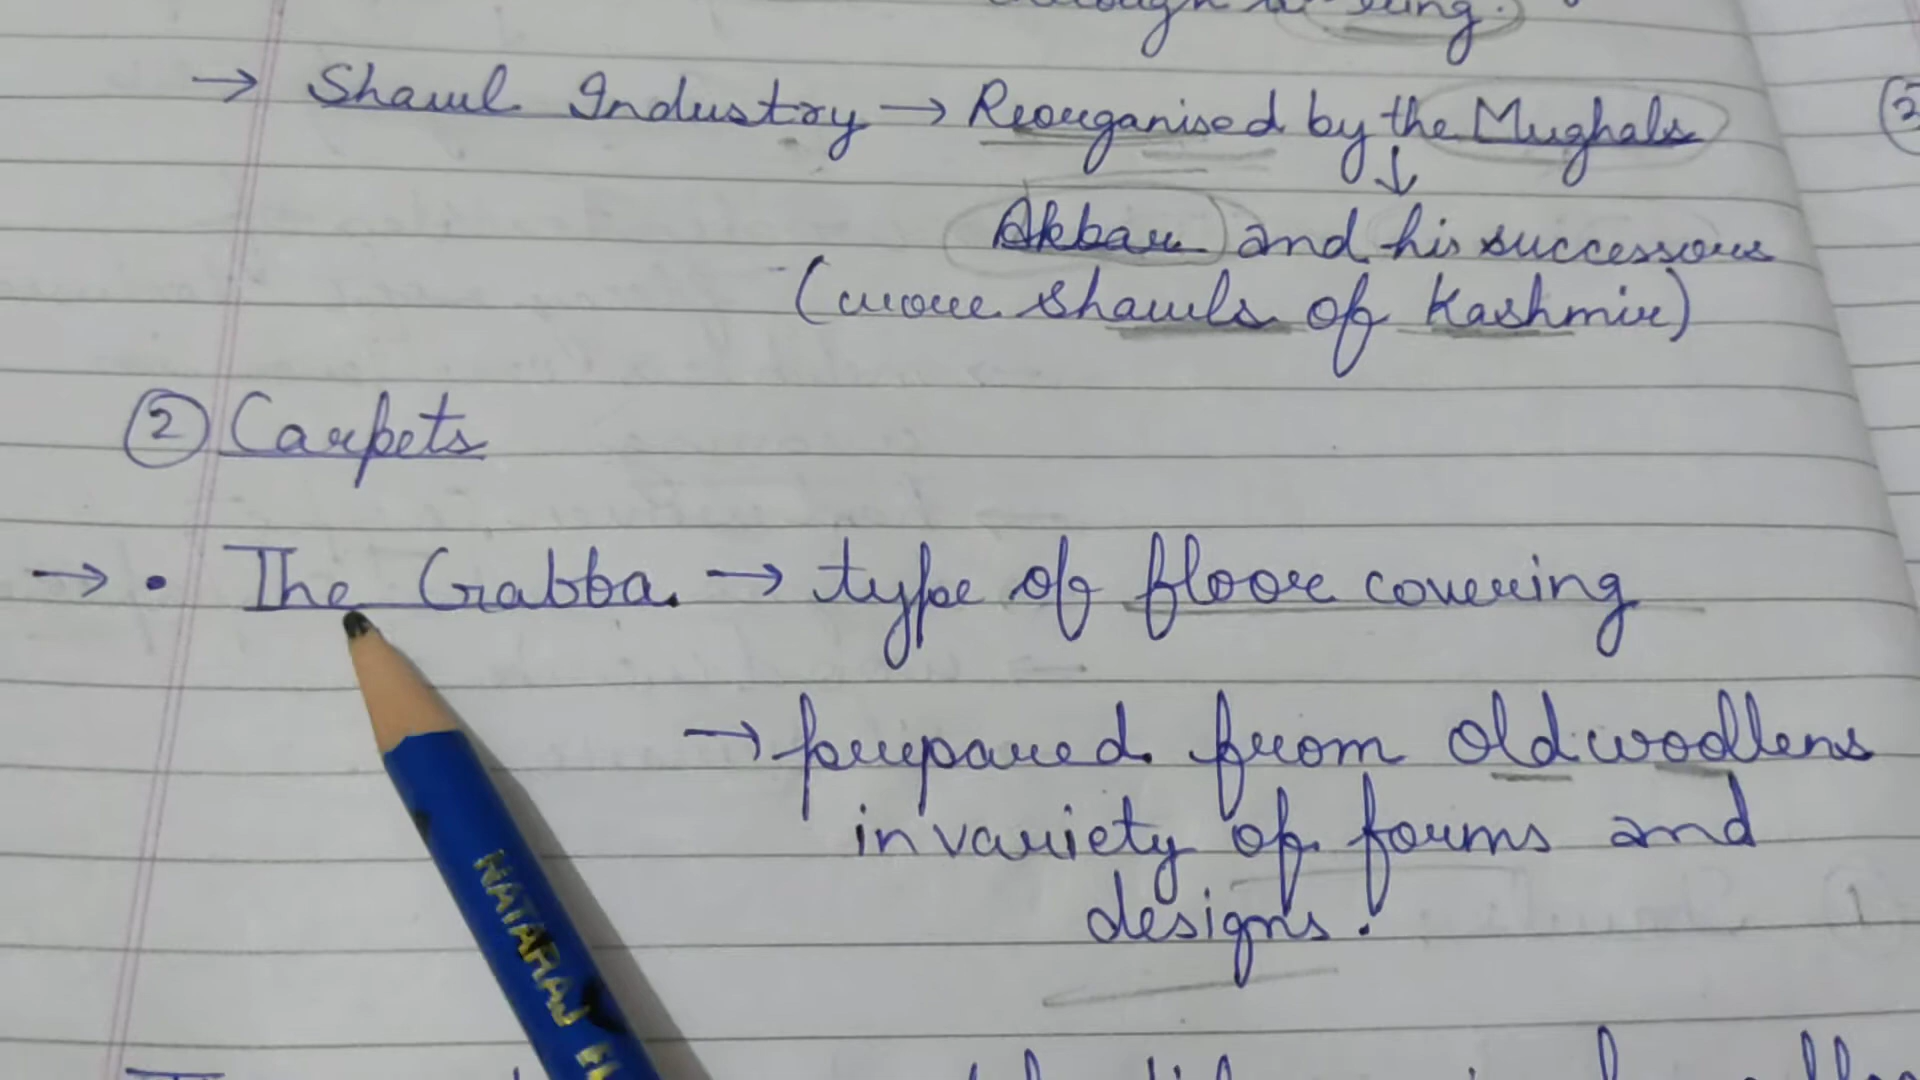 → Shawl Industry → Reorganised by the Mughals
↓
Akbar and his successors
(wore shawls of Kashmir)
② Carpets
→ • The Gabba. → type of floor covering
→ prepared from old woollens
in variety of forms and
designs.
NATARAJ